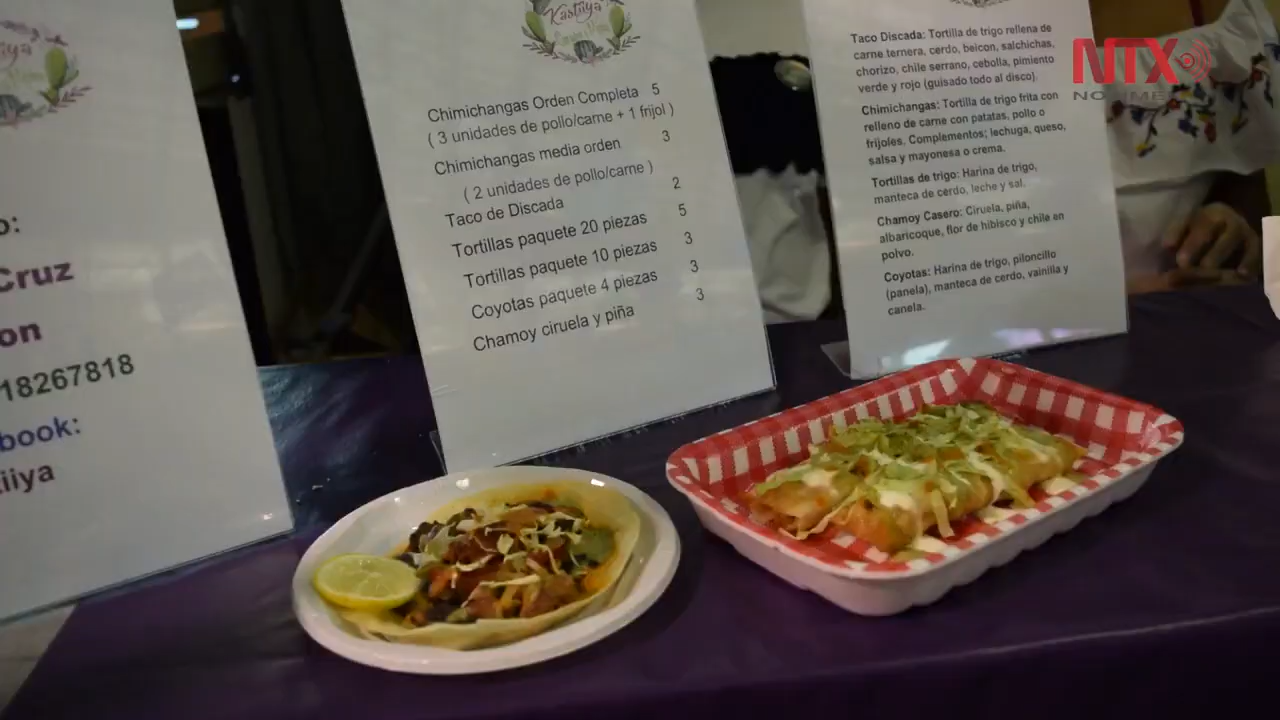 o:
Cruz
on
18267818
book:
iiya
Kastiiya
Chimichangas Orden Completa 5
( 3 unidades de pollo/carne + 1 frijol )
Chimichangas media orden 3
( 2 unidades de pollo/carne )
Taco de Discada 2
Tortillas paquete 20 piezas 5
Tortillas paquete 10 piezas 3
Coyotas paquete 4 piezas 3
Chamoy ciruela y piña 3
Taco Discada: Tortilla de trigo rellena de
carne ternera, cerdo, beicon, salchichas,
chorizo, chile serrano, cebolla, pimiento
verde y rojo (guisado todo al disco).
Chimichangas: Tortilla de trigo frita con
relleno de carne con patatas, pollo o
frijoles. Complementos; lechuga, queso,
salsa y mayonesa o crema.
Tortillas de trigo: Harina de trigo,
manteca de cerdo, leche y sal.
Chamoy Casero: Ciruela, piña,
albaricoque, flor de hibisco y chile en
polvo.
Coyotas: Harina de trigo, piloncillo
(panela), manteca de cerdo, vainilla y
canela.
NTX